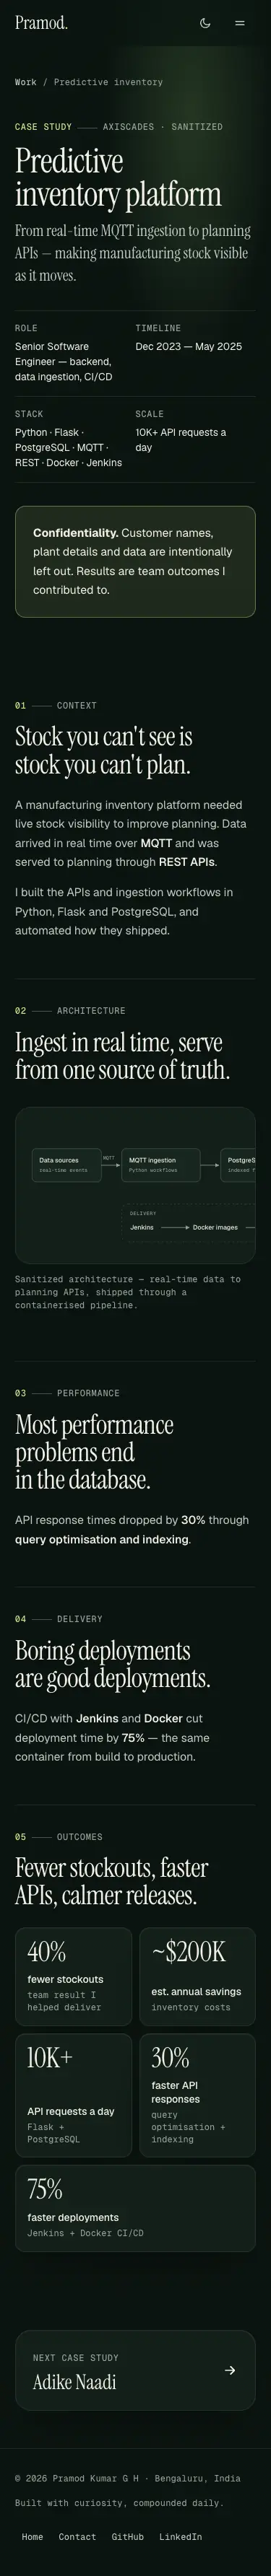 Pramod.
Work / Predictive inventory
CASE STUDY AXISCADES · SANITIZED
Predictive
inventory platform
From real-time MQTT ingestion to planning
APIs — making manufacturing stock visible
as it moves.
ROLE
Senior Software
Engineer — backend,
data ingestion, CI/CD
TIMELINE
Dec 2023 — May 2025
STACK
Python · Flask ·
PostgreSQL · MQTT ·
REST · Docker · Jenkins
SCALE
10K+ API requests a
day
Confidentiality. Customer names,
plant details and data are intentionally
left out. Results are team outcomes I
contributed to.
01 CONTEXT
Stock you can't see is
stock you can't plan.
A manufacturing inventory platform needed
live stock visibility to improve planning. Data
arrived in real time over MQTT and was
served to planning through REST APIs.
I built the APIs and ingestion workflows in
Python, Flask and PostgreSQL, and
automated how they shipped.
02 ARCHITECTURE
Ingest in real time, serve
from one source of truth.
Data sources
real-time events
MQTT
MQTT ingestion
Python workflows
PostgreS
indexed f
DELIVERY
Jenkins
Docker images
Sanitized architecture — real-time data to
planning APIs, shipped through a
containerised pipeline.
03 PERFORMANCE
Most performance
problems end
in the database.
API response times dropped by 30% through
query optimisation and indexing.
04 DELIVERY
Boring deployments
are good deployments.
CI/CD with Jenkins and Docker cut
deployment time by 75% — the same
container from build to production.
05 OUTCOMES
Fewer stockouts, faster
APIs, calmer releases.
40%
fewer stockouts
team result I
helped deliver
~$200K
est. annual savings
inventory costs
10K+
API requests a day
Flask +
PostgreSQL
30%
faster API
responses
query
optimisation +
indexing
75%
faster deployments
Jenkins + Docker CI/CD
NEXT CASE STUDY
Adike Naadi
© 2026 Pramod Kumar G H · Bengaluru, India
Built with curiosity, compounded daily.
Home Contact GitHub LinkedIn